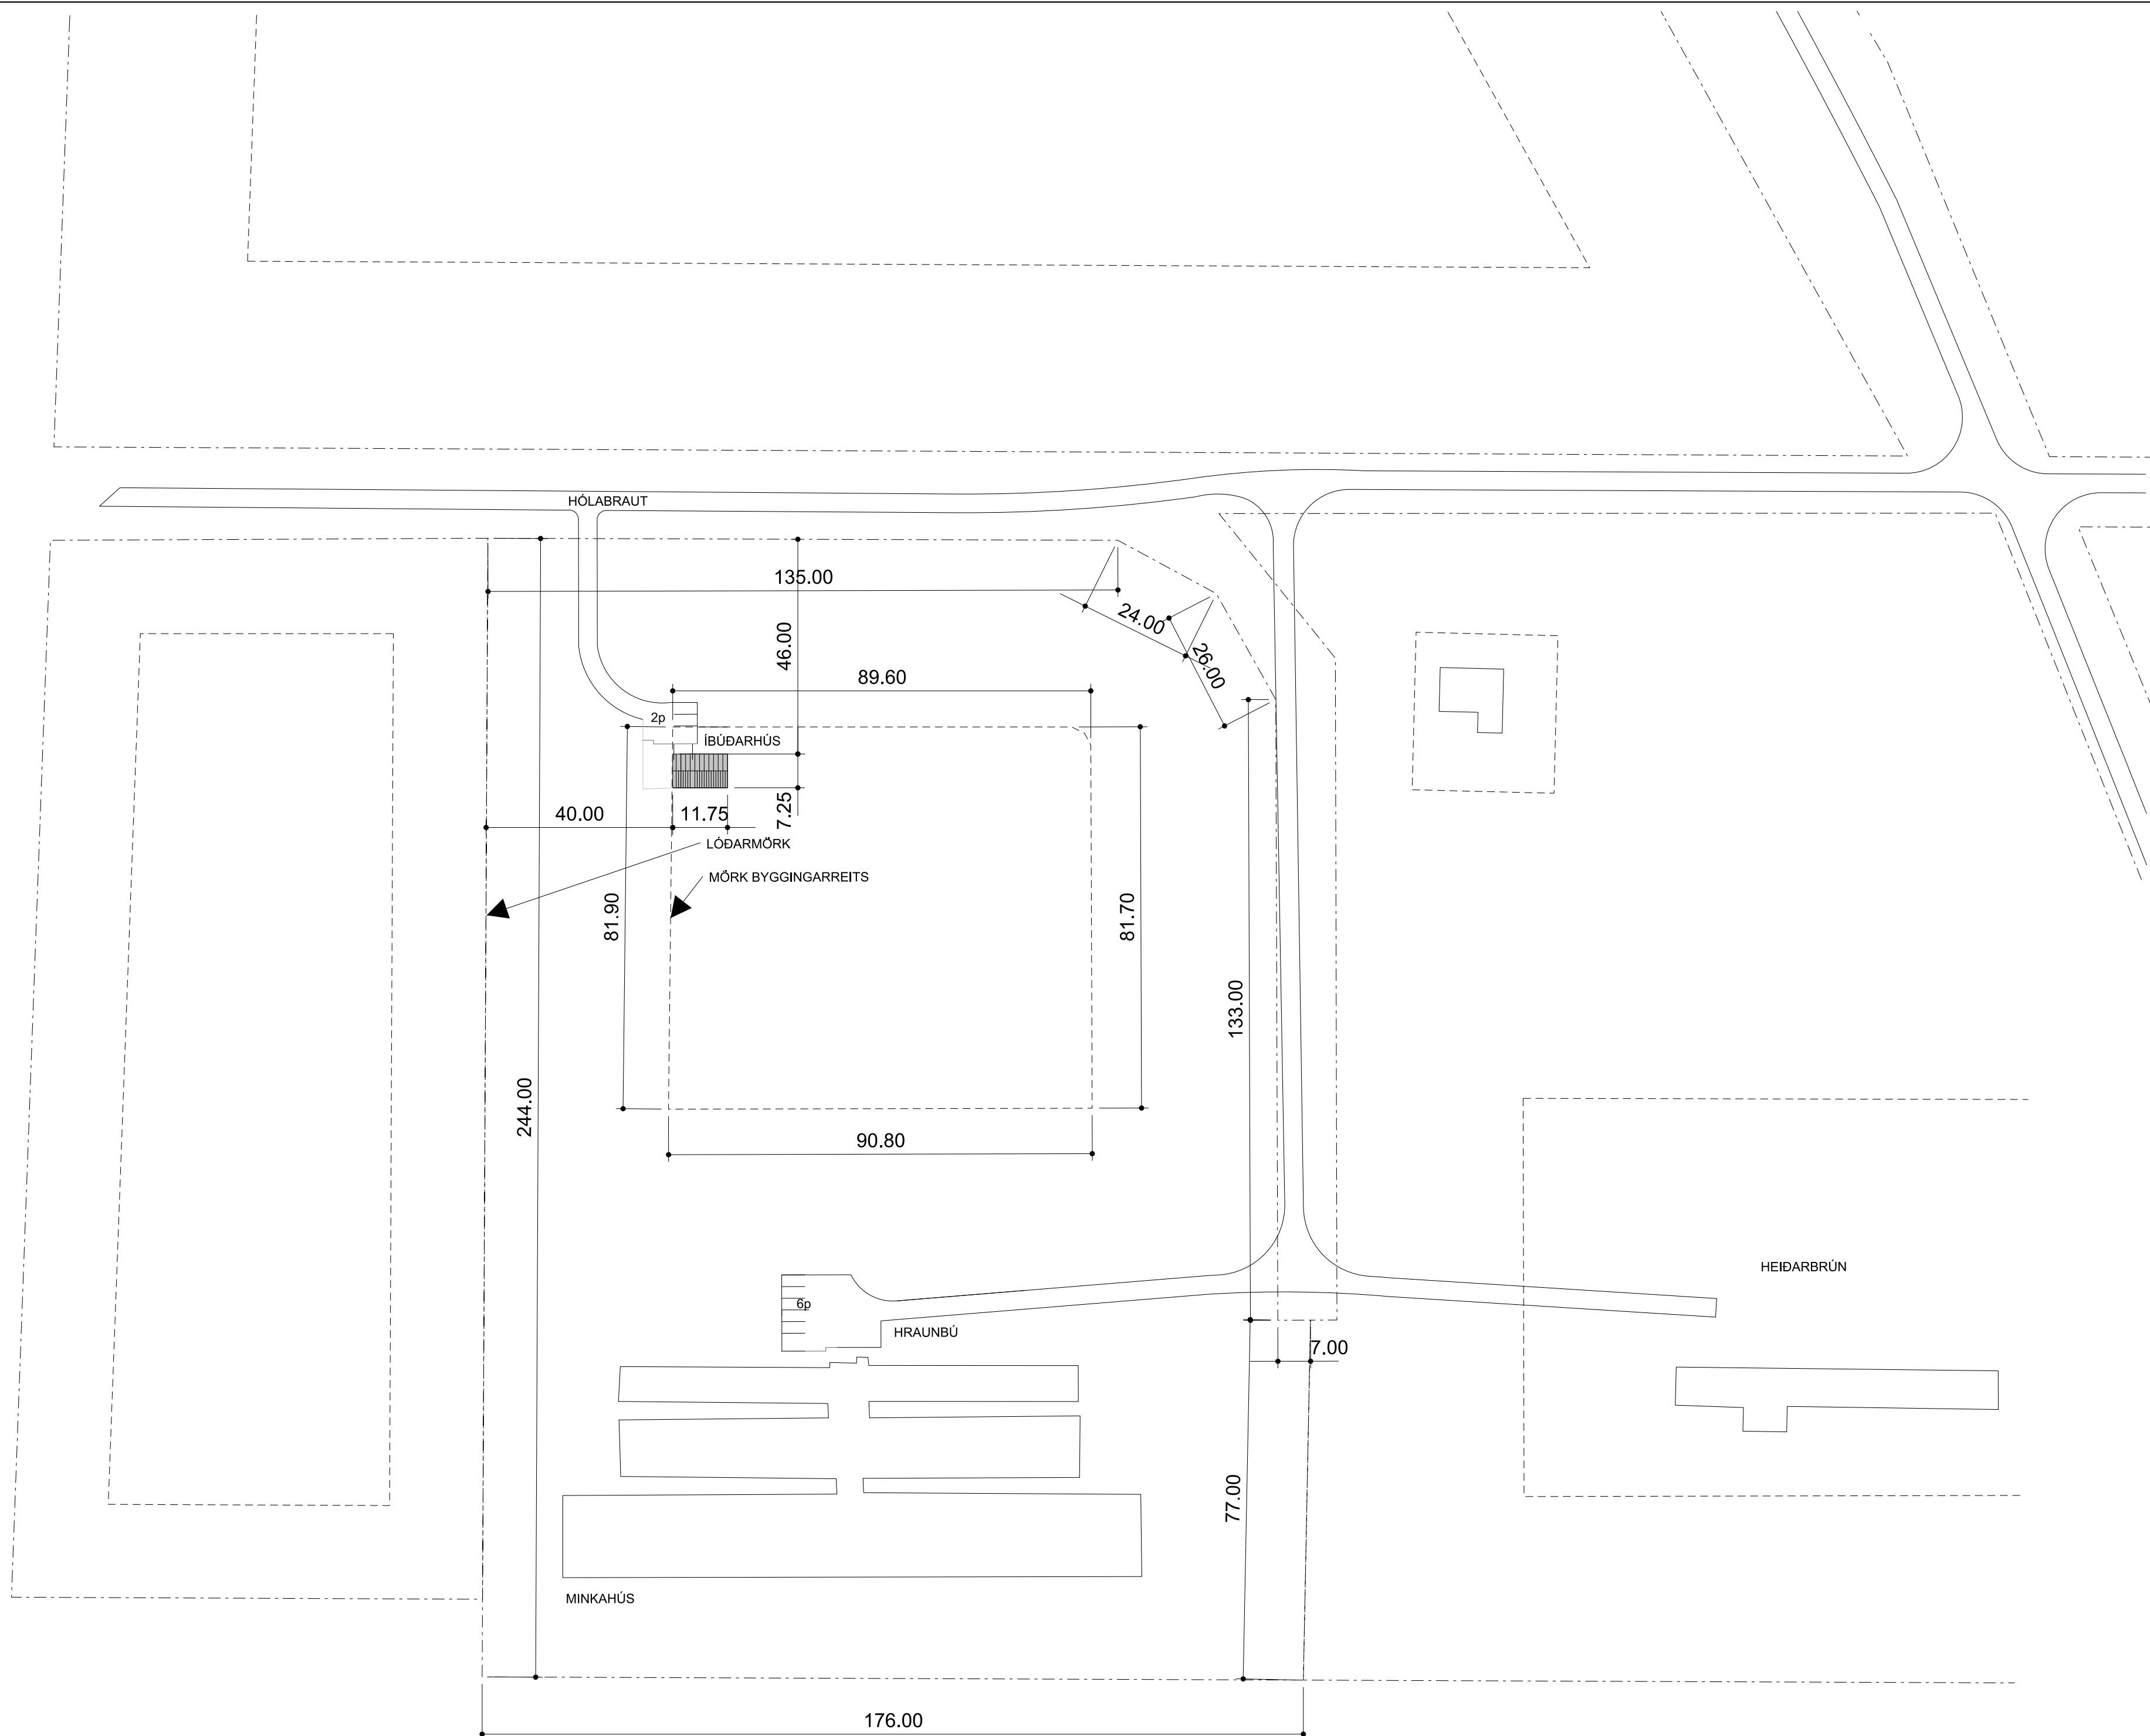 HÓLABRAUT
135.00
24.00
46.00
26.00
89.60
2p
ÍBÚÐARHÚS
40.00
11.75
7.25
LÓÐARMÖRK
MÖRK BYGGINGARREITS
81.90
81.70
133.00
244.00
90.80
HEIÐARBRÚN
6p
HRAUNBÚ
7.00
77.00
MINKAHÚS
176.00